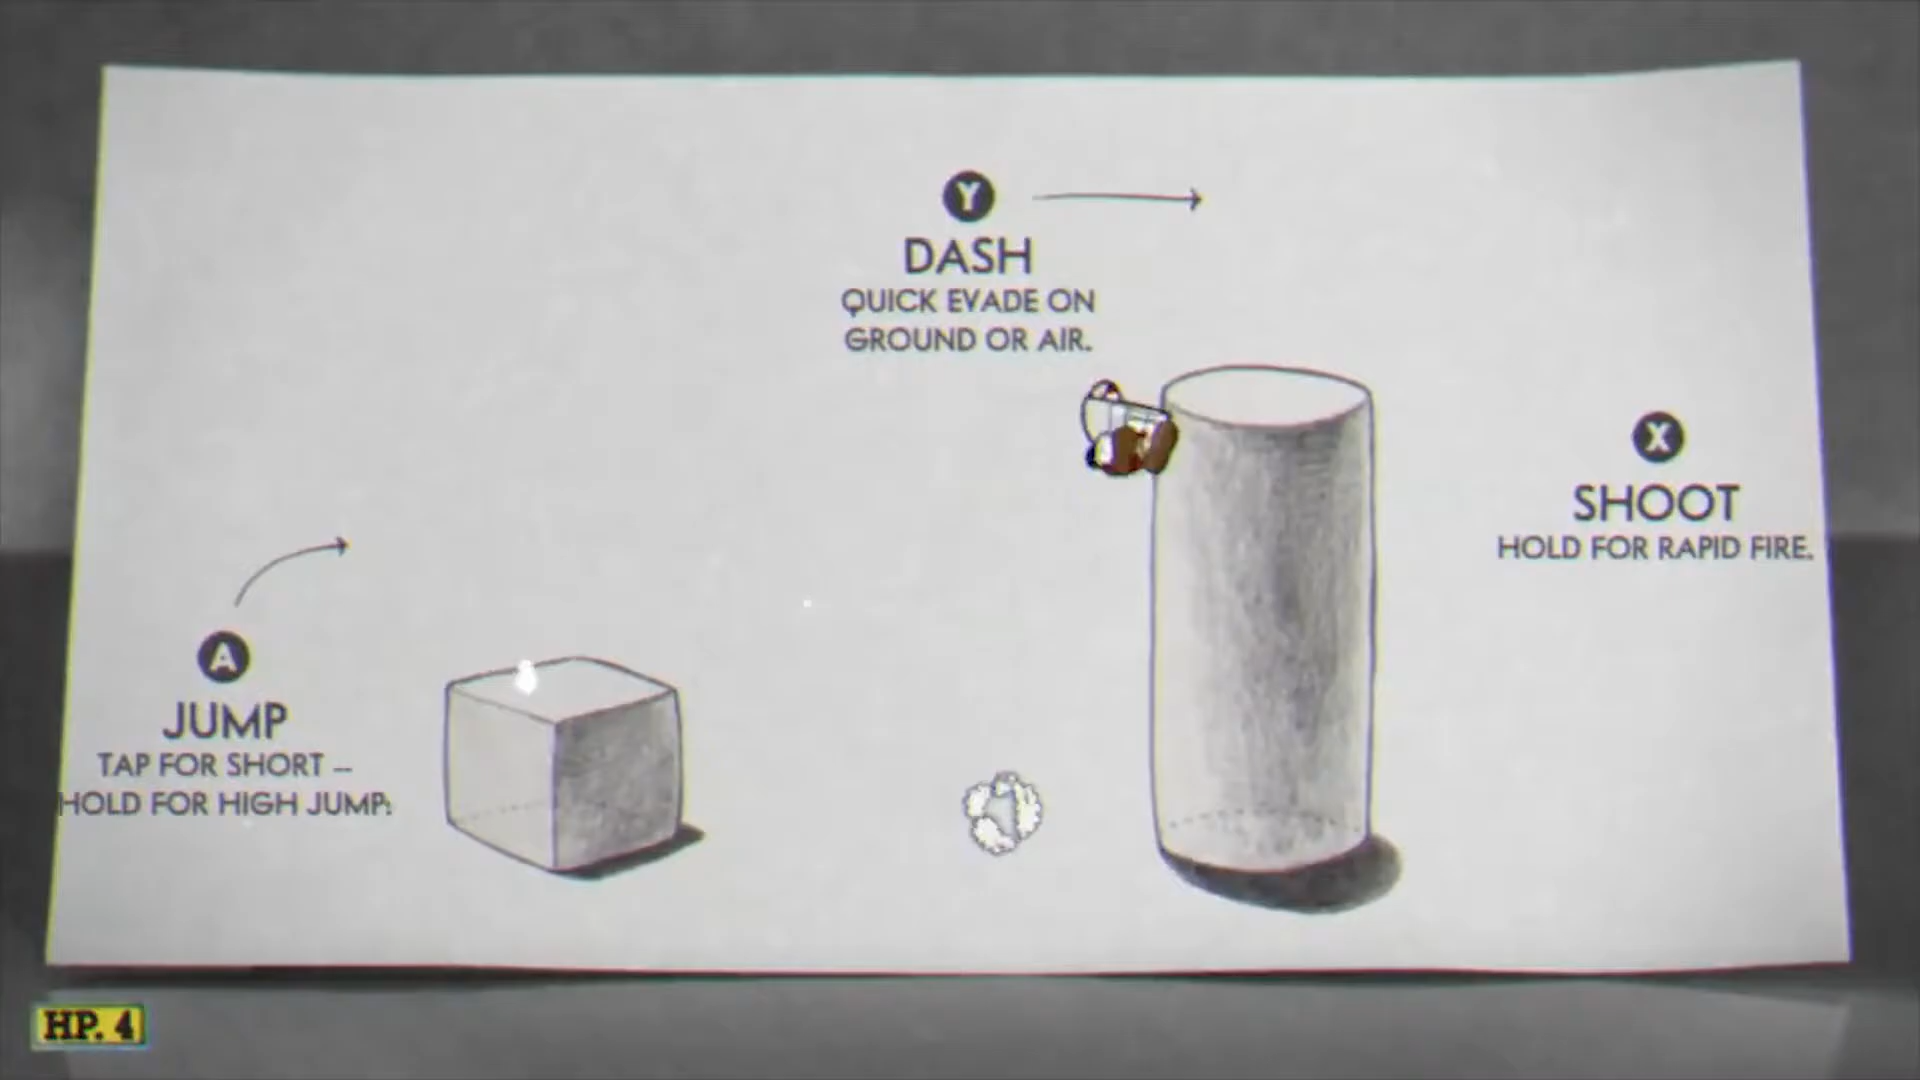 Y
DASH
QUICK EVADE ON
GROUND OR AIR.
X
SHOOT
HOLD FOR RAPID FIRE.
A
JUMP
TAP FOR SHORT –
HOLD FOR HIGH JUMP.
HP. 4